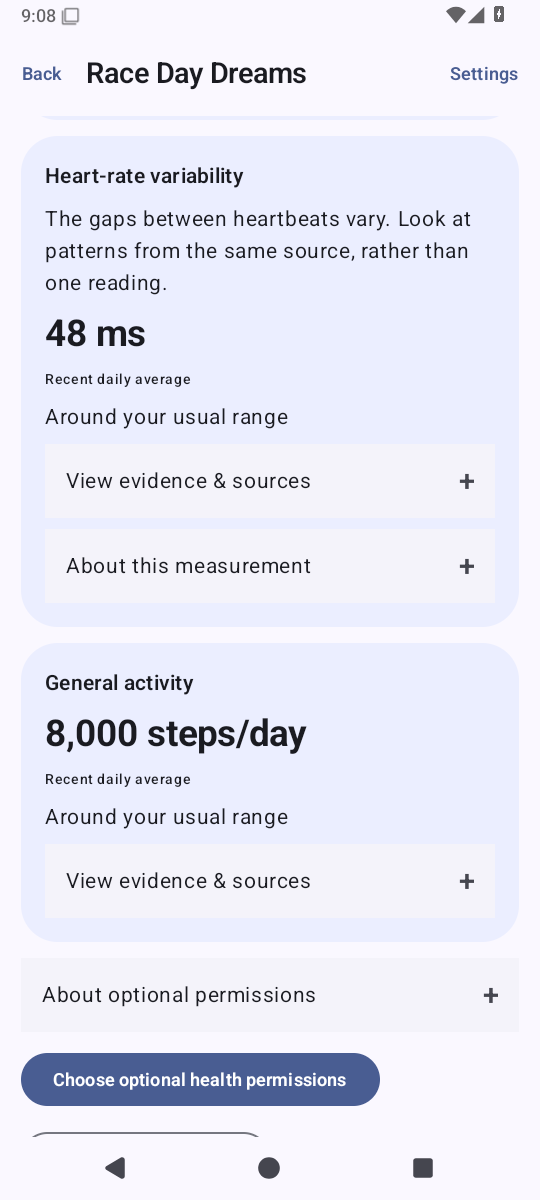 9:08
Back
Race Day Dreams
Settings
Heart-rate variability
The gaps between heartbeats vary. Look at
patterns from the same source, rather than
one reading.
48 ms
Recent daily average
Around your usual range
View evidence & sources +
About this measurement +
General activity
8,000 steps/day
Recent daily average
Around your usual range
View evidence & sources +
About optional permissions +
Choose optional health permissions